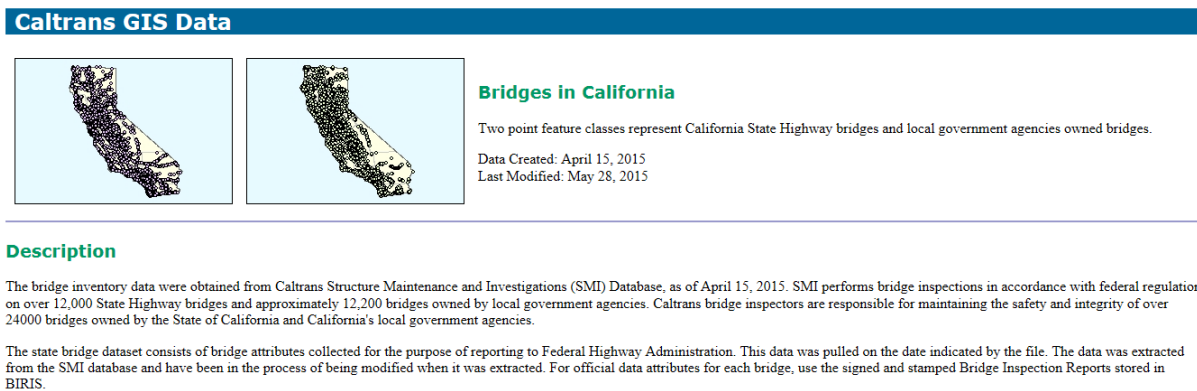 Caltrans GIS Data
Bridges in California
Two point feature classes represent California State Highway bridges and local government agencies owned bridges.
Data Created: April 15, 2015
Last Modified: May 28, 2015
Description
The bridge inventory data were obtained from Caltrans Structure Maintenance and Investigations (SMI) Database, as of April 15, 2015. SMI performs bridge inspections in accordance with federal regulation
on over 12,000 State Highway bridges and approximately 12,200 bridges owned by local government agencies. Caltrans bridge inspectors are responsible for maintaining the safety and integrity of over
24000 bridges owned by the State of California and California's local government agencies.
The state bridge dataset consists of bridge attributes collected for the purpose of reporting to Federal Highway Administration. This data was pulled on the date indicated by the file. The data was extracted
from the SMI database and have been in the process of being modified when it was extracted. For official data attributes for each bridge, use the signed and stamped Bridge Inspection Reports stored in
BIRIS.